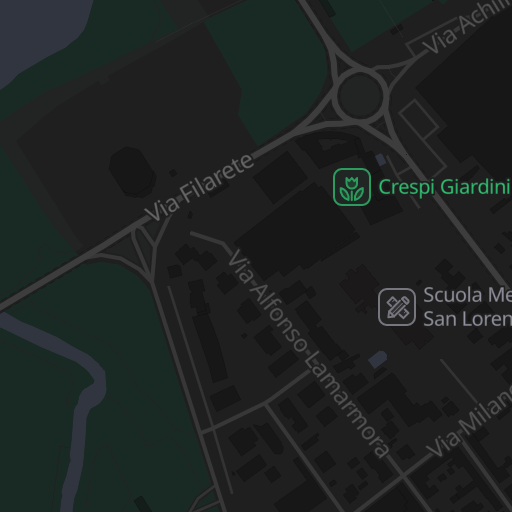 Via Achill
Via Filarete
Crespi Giardini
Via Alfonso Lamarmora
Scuola Me
San Loren
Via Milano